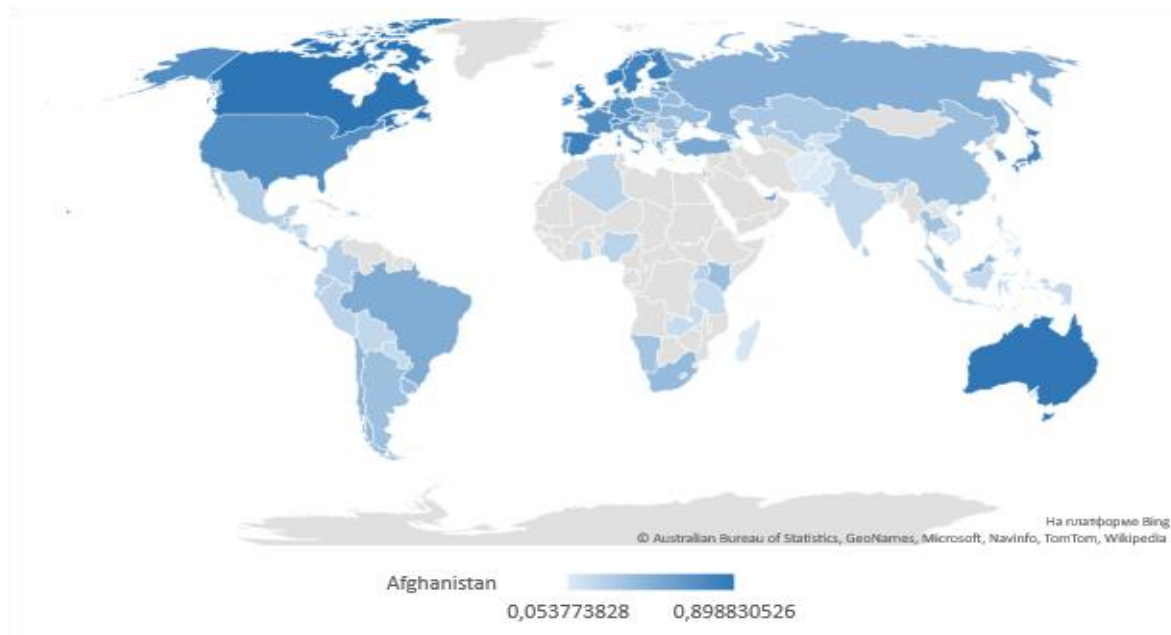 На платформе Bing
© Australian Bureau of Statistics, GeoNames, Microsoft, Navinfo, TomTom, Wikipedia
Afghanistan
0,053773828 0,898830526